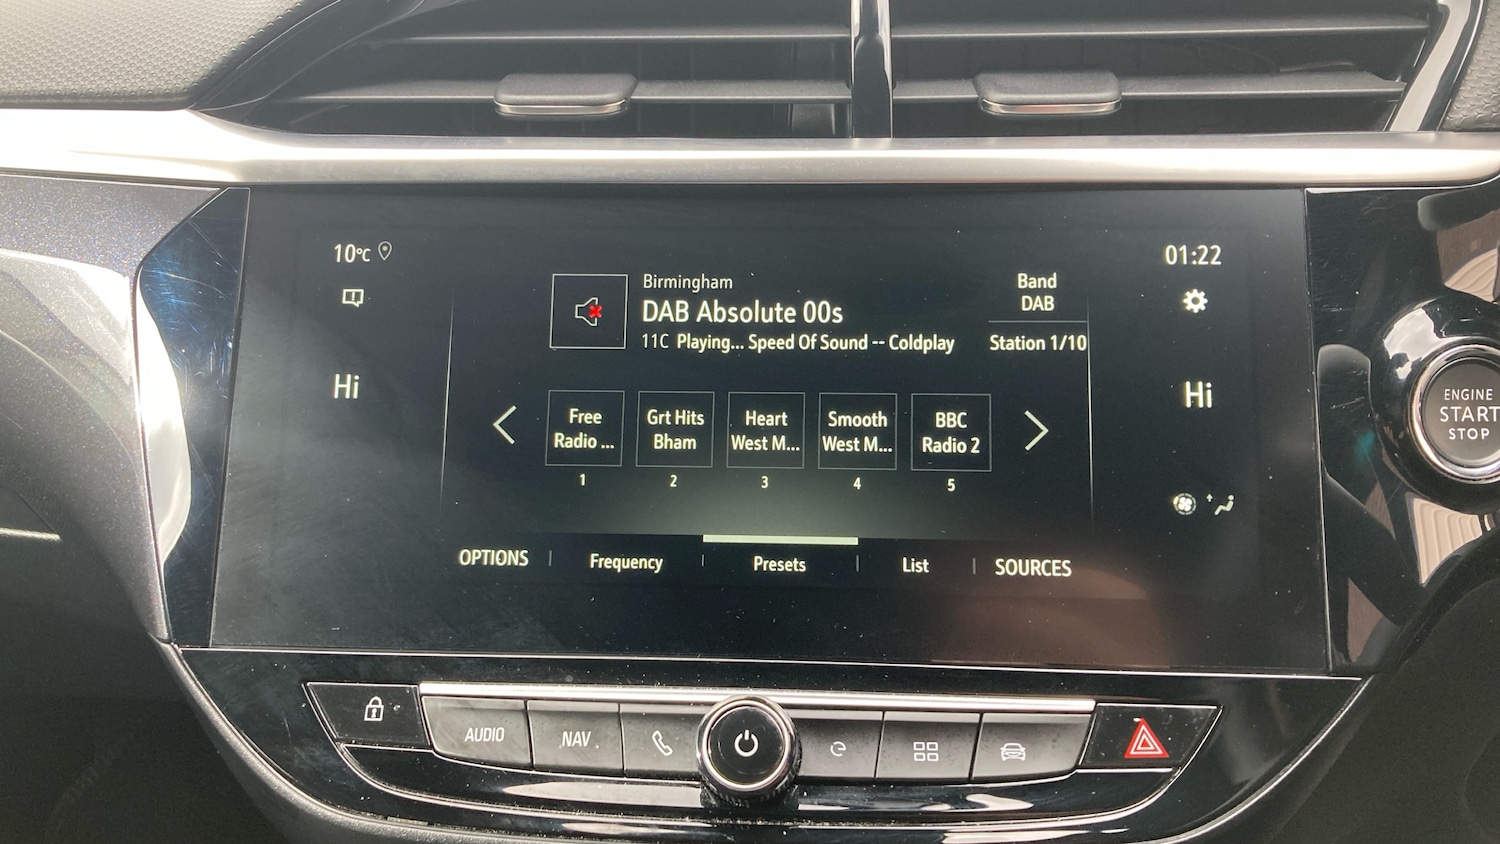 10°C
01:22
Birmingham
DAB Absolute 00s
11C Playing... Speed Of Sound -- Coldplay
Band
DAB
Station 1/10
Hi
Hi
Free
Radio ...
1
Grt Hits
Bham
2
Heart
West M...
3
Smooth
West M...
4
BBC
Radio 2
5
OPTIONS
Frequency
Presets
List
SOURCES
ENGINE
START
STOP
AUDIO
NAV